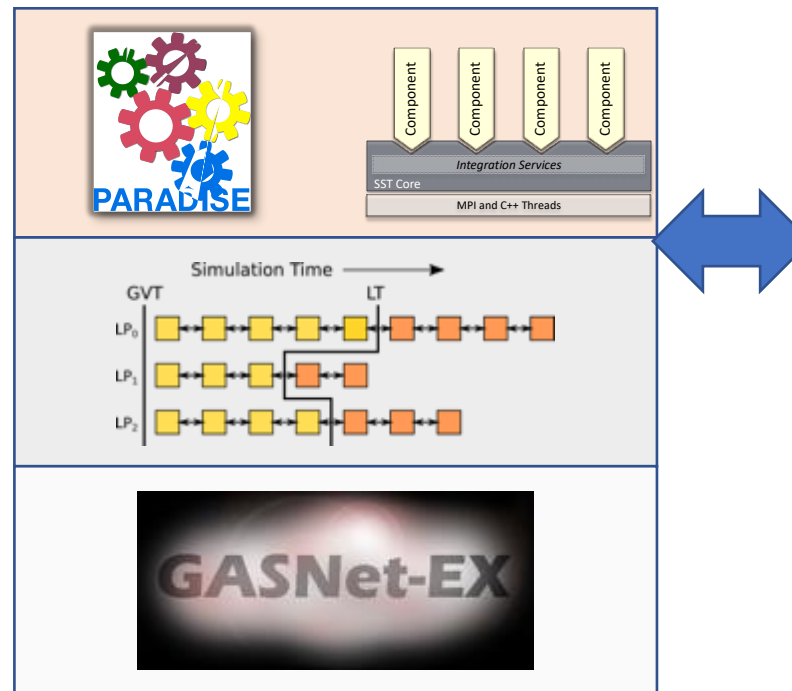 PARADISE
Component
Component
Component
Component
Integration Services
SST Core
MPI and C++ Threads
Simulation Time
GVT
LT
LP0
LP1
LP2
GASNet-EX